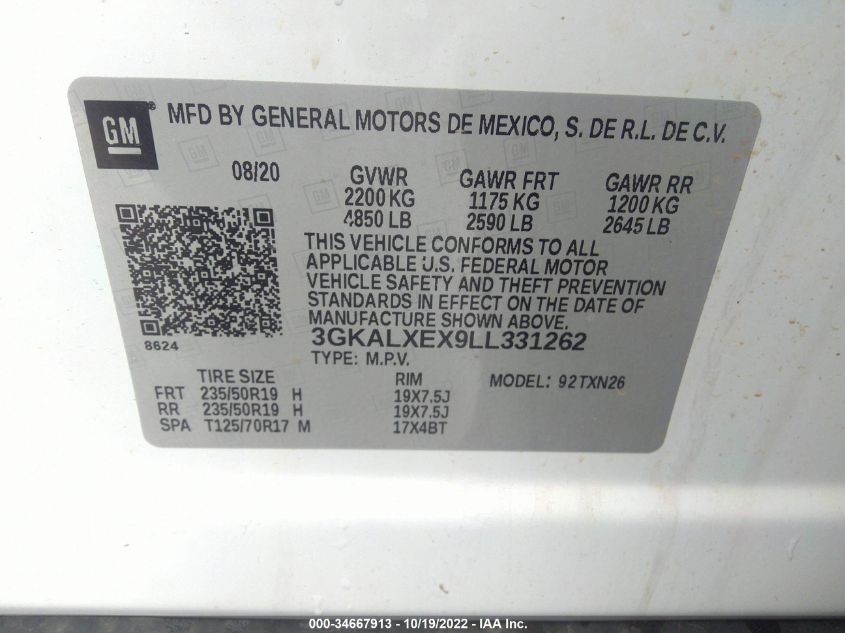 GM
®
MFD BY GENERAL MOTORS DE MEXICO, S. DE R.L. DE C.V.
08/20
GVWR GAWR FRT GAWR RR
2200 KG 1175 KG 1200 KG
4850 LB 2590 LB 2645 LB
THIS VEHICLE CONFORMS TO ALL
APPLICABLE U.S. FEDERAL MOTOR
VEHICLE SAFETY AND THEFT PREVENTION
STANDARDS IN EFFECT ON THE DATE OF
MANUFACTURE SHOWN ABOVE.
8624
3GKALXEX9LL331262
TYPE: M.P.V.
TIRE SIZE RIM MODEL: 92TXN26
FRT 235/50R19 H 19X7.5J
RR 235/50R19 H 19X7.5J
SPA T125/70R17 M 17X4BT
000-34667913 - 10/19/2022 - IAA Inc.